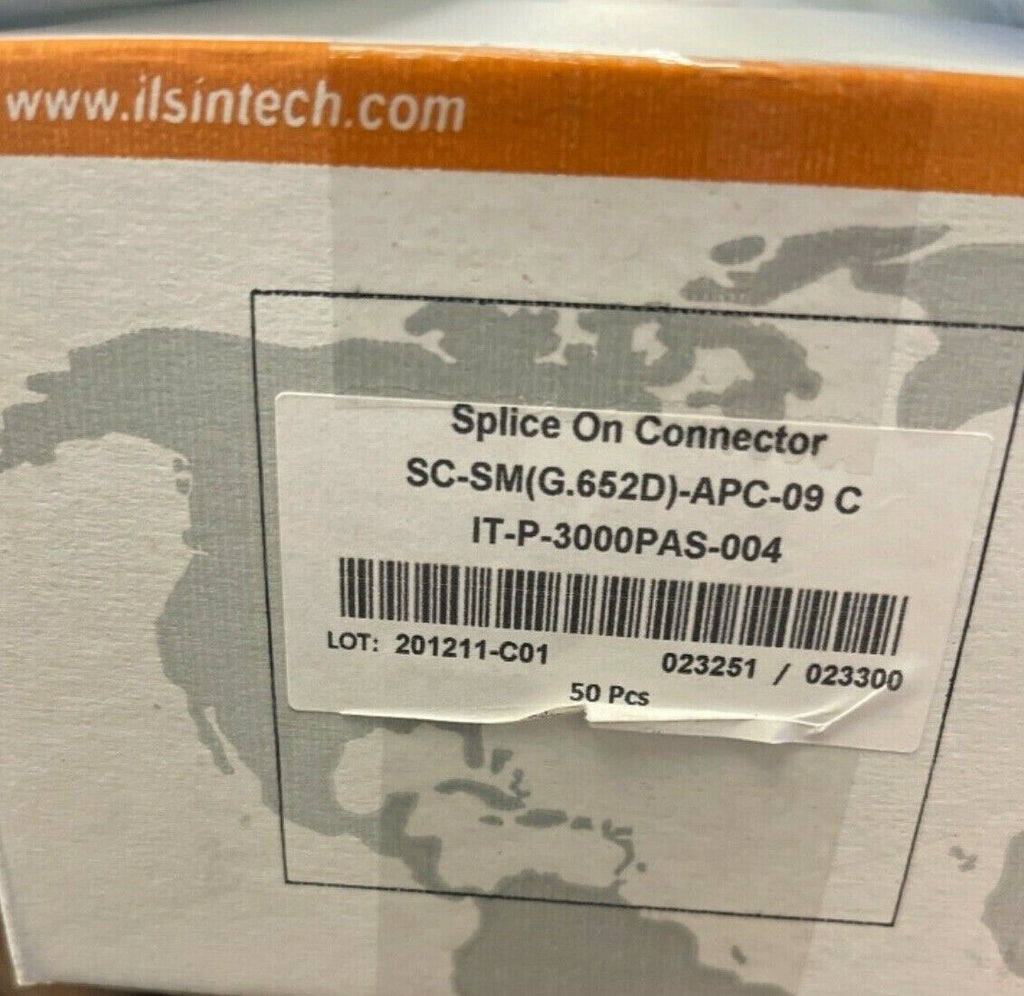 www.ilsintech.com
Splice On Connector
SC-SM(G.652D)-APC-09 C
IT-P-3000PAS-004
LOT: 201211-C01 023251 / 023300
50 Pcs